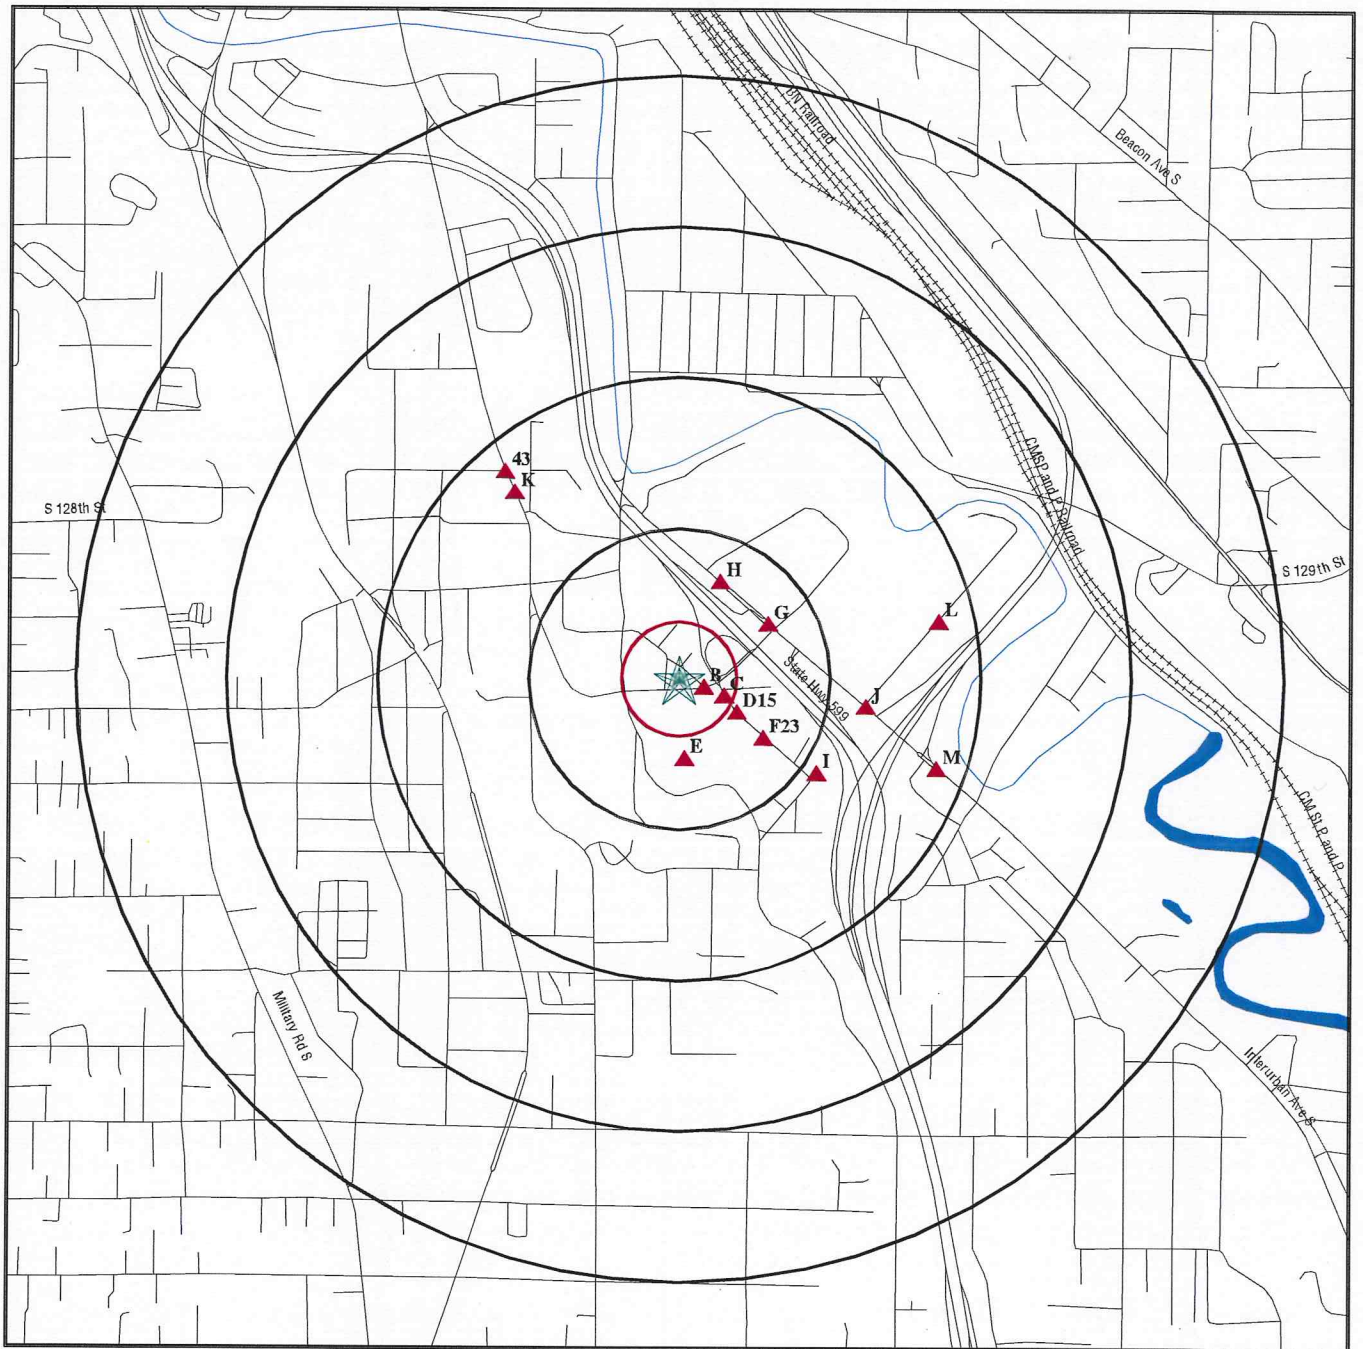 BN Railroad
Beacon Ave S
43
K
S 128th St
CMSP and P Railroad
S 129th St
H
G
L
B
C
State Hwy 599
D15
J
F23
E
I
M
CM St P and P
Military Rd S
Interurban Ave S